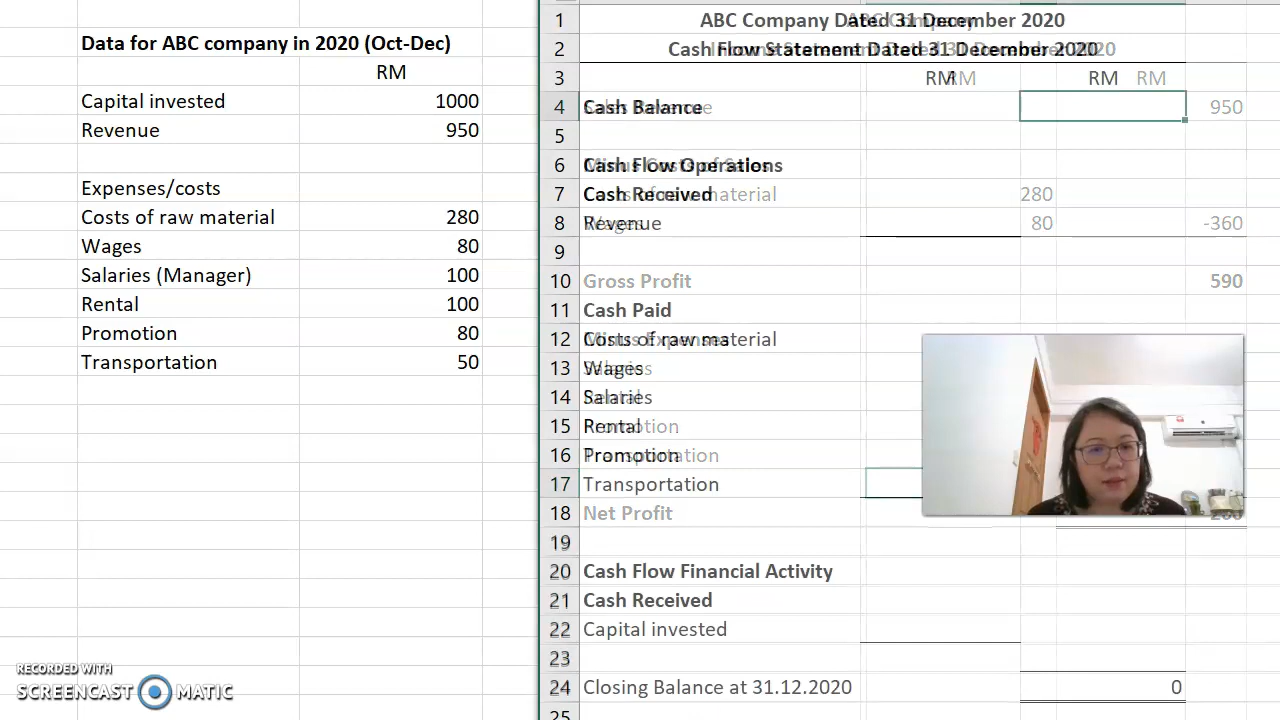 Data for ABC company in 2020 (Oct-Dec)
RM
Capital invested 1000
Revenue 950
Expenses/costs
Costs of raw material 280
Wages 80
Salaries (Manager) 100
Rental 100
Promotion 80
Transportation 50
1 ABC Company Dated 31 December 2020
2 Cash Flow Statement Dated 31 December 2020
3 RM RM RM RM
4 Cash Balance 950
5
6 Cash Flow Operations
7 Cash Received 280
8 Revenue 80 -360
9
10 Gross Profit 590
11 Cash Paid
12 Costs of raw material
13 Wages
14 Salaries
15 Rental
16 Promotion
17 Transportation
18 Net Profit
19
20 Cash Flow Financial Activity
21 Cash Received
22 Capital invested
23
24 Closing Balance at 31.12.2020 0
25
RECORDED WITH
SCREENCAST MATIC